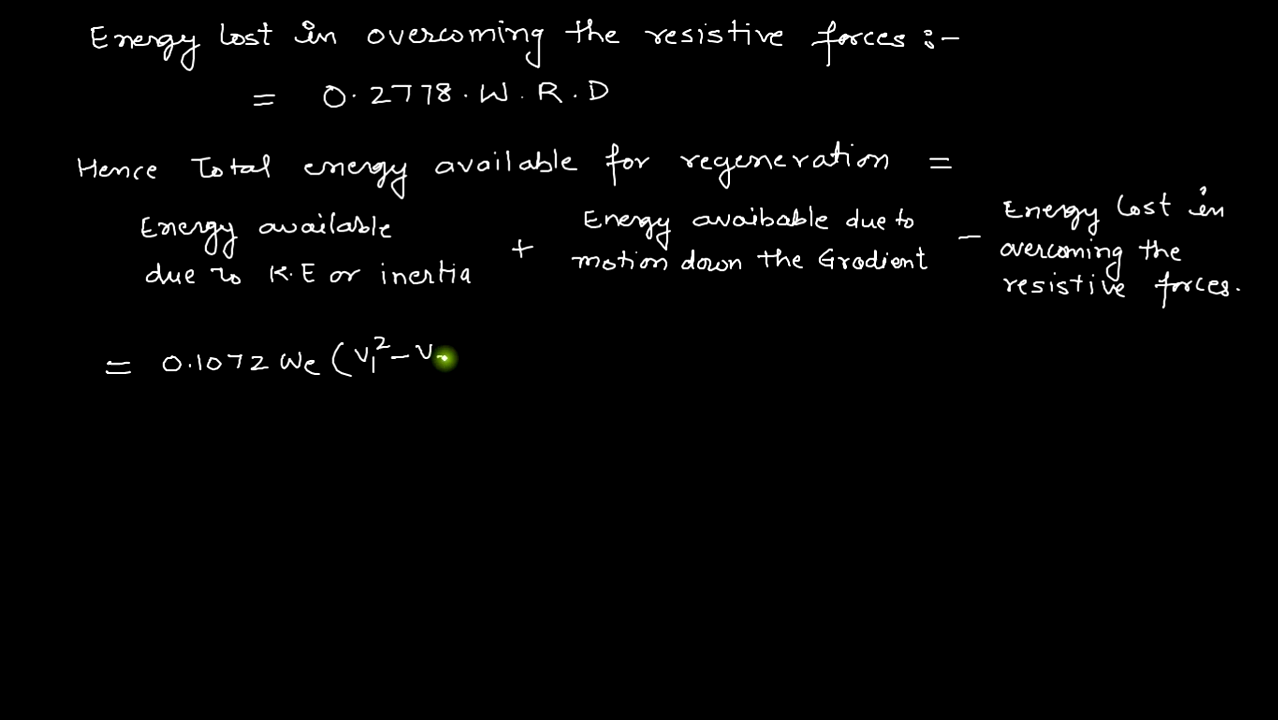 Energy lost in overcoming the resistive forces :-
= 0.2778. W. R. D
Hence Total energy available for regeneration =
Energy available due to K.E or inertia
+
Energy avaibable due to motion down the Gradient
-
Energy lost in overcoming the resistive forces.
= 0.1072 We (V₁² - V